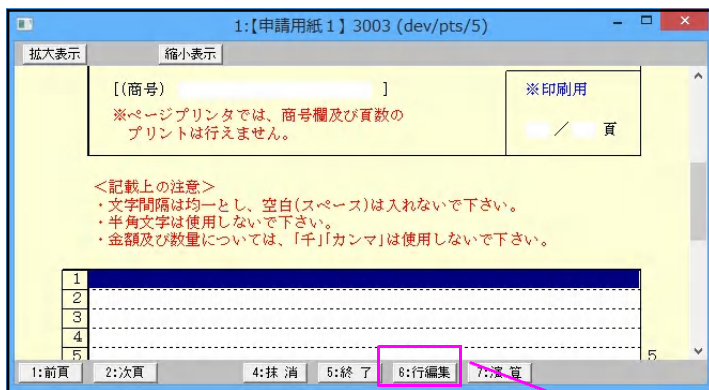 1:【申請用紙１】 3003 (dev/pts/5)
拡大表示 縮小表示
[(商号) ]
※印刷用
※ページプリンタでは、商号欄及び頁数の
プリントは行えません。
／ 頁
＜記載上の注意＞
・文字間隔は均一とし、空白(スペース)は入れないで下さい。
・半角文字は使用しないで下さい。
・金額及び数量については、「千」「カンマ」は使用しないで下さい。
1
2
3
4
5 5
1:前頁 2:次頁 4:抹 消 5:終 了 6:行編集 7:演 算